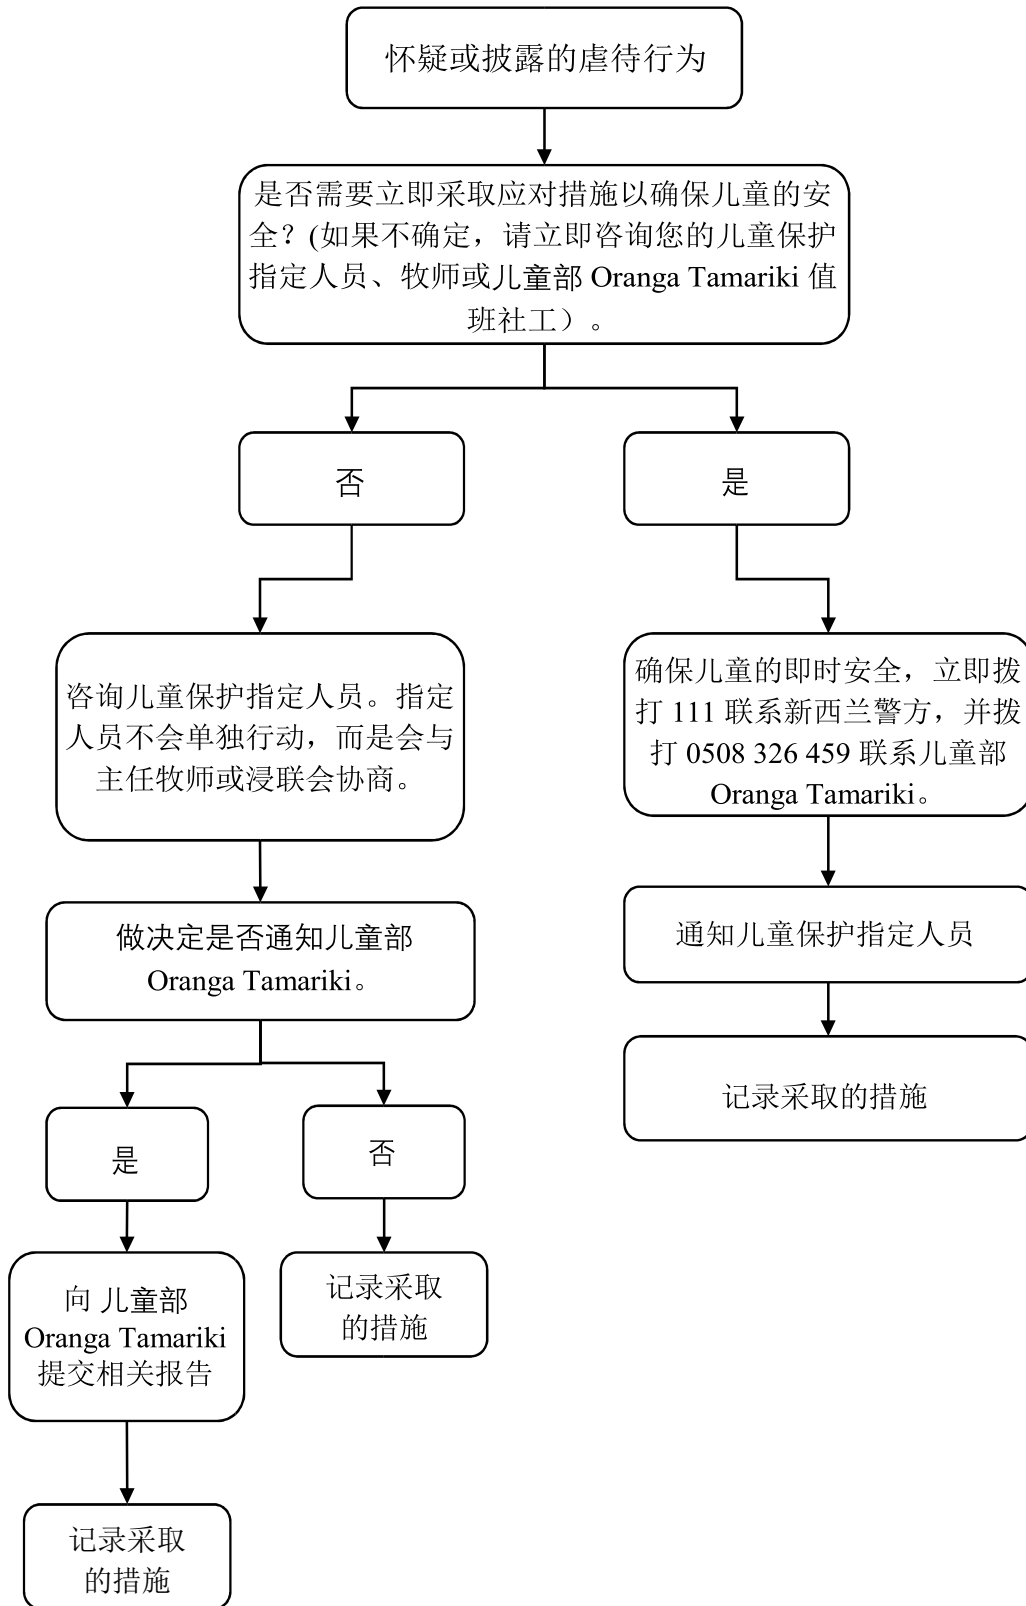 怀疑或披露的虐待行为
是否需要立即采取应对措施以确保儿童的安
全？(如果不确定，请立即咨询您的儿童保护
指定人员、牧师或儿童部 Oranga Tamariki 值
班社工）。
否
是
咨询儿童保护指定人员。指定
人员不会单独行动，而是会与
主任牧师或浸联会协商。
确保儿童的即时安全，立即拨
打 111 联系新西兰警方，并拨
打 0508 326 459 联系儿童部
Oranga Tamariki。
做决定是否通知儿童部
Oranga Tamariki。
通知儿童保护指定人员
记录采取的措施
是
否
向 儿童部
Oranga Tamariki
提交相关报告
记录采取
的措施
记录采取
的措施